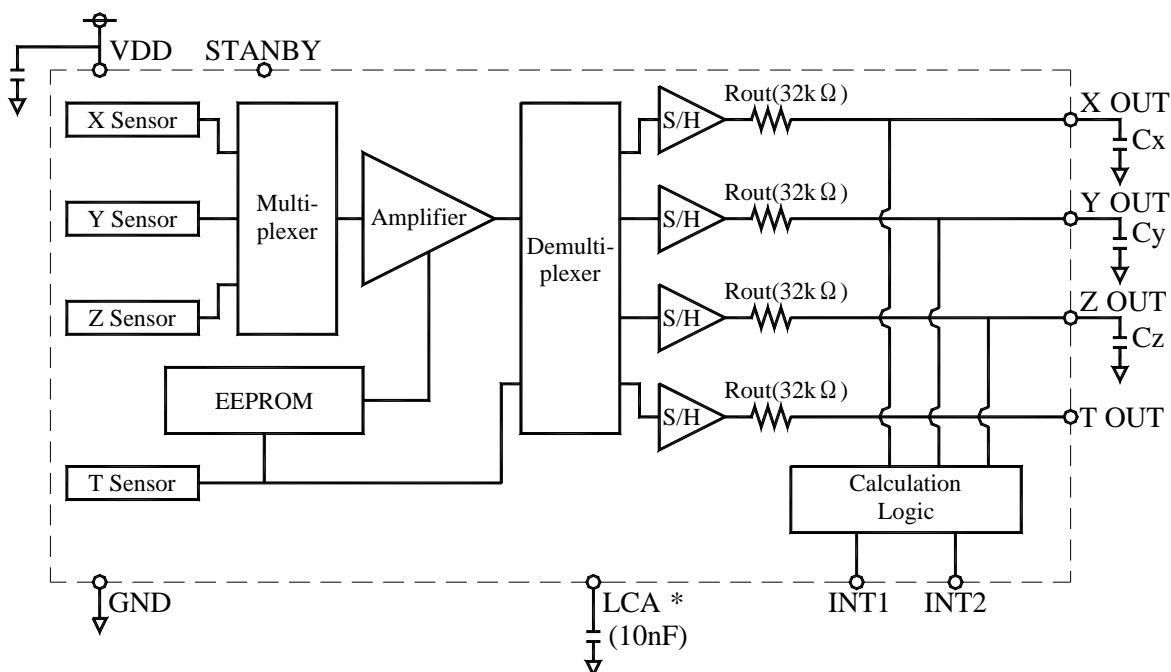 VDD
STANBY
X Sensor
Y Sensor
Z Sensor
Multi-
plexer
Amplifier
EEPROM
T Sensor
Demulti-
plexer
S/H
Rout(32kΩ)
X OUT
Cx
S/H
Rout(32kΩ)
Y OUT
Cy
S/H
Rout(32kΩ)
Z OUT
Cz
S/H
Rout(32kΩ)
T OUT
Calculation
Logic
GND
LCA *
(10nF)
INT1
INT2